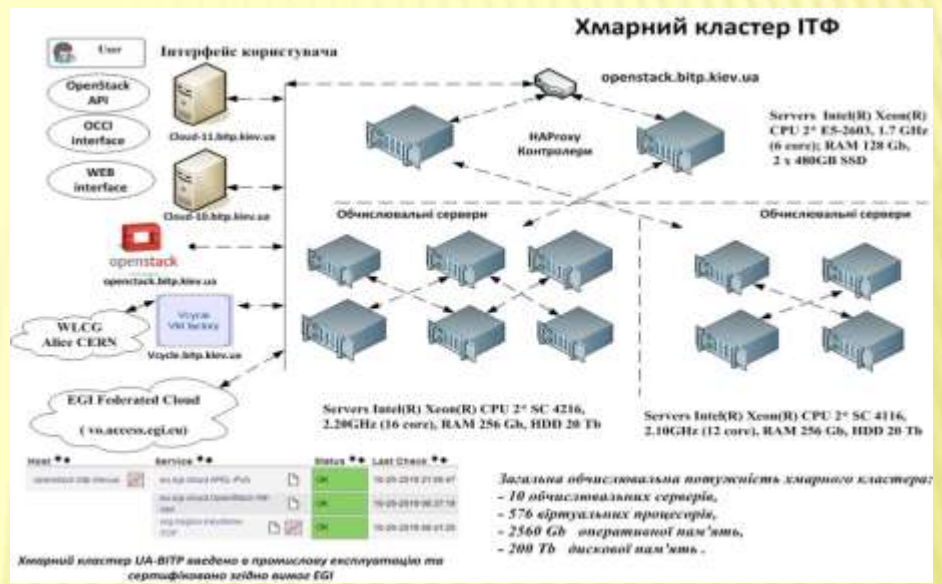 Хмарний кластер ІТФ
User
Інтерфейс користувача
OpenStack
API
OCCI
interface
WEB
interface
Cloud-11.bitp.kiev.ua
Cloud-10.bitp.kiev.ua
openstack.bitp.kiev.ua
HAProxy
Контролери
Servers Intel(R) Xeon(R)
CPU 2* E5-2603, 1.7 GHz
(6 core); RAM 128 Gb,
2 x 480GB SSD
Обчислювальні сервери
Обчислювальні сервери
openstack
openctack.bitp.kiev.ua
WLCG
Alice CERN
Vcycle
VM factory
Vcycle.bitp.kiev.ua
EGI Federated Cloud
( vo.access.egi.eu)
Servers Intel(R) Xeon(R) CPU 2* SC 4216,
2.20GHz (16 core), RAM 256 Gb, HDD 20 Tb
Servers Intel(R) Xeon(R) CPU 2* SC 4116,
2.10GHz (12 core), RAM 256 Gb, HDD 20 Tb
Host
Service
Status
Last Check
OK
OK
OK
Загальна обчислювальна потужність хмарного кластера:
- 10 обчислювальних серверів,
- 576 віртуальних процесорів,
- 2560 Gb оперативної пам'ять,
- 200 Tb дискової пам'ять .
Хмарний кластер UA-BITP введено в промислову експлуатацію та
сертифіковано згідно вимог EGI